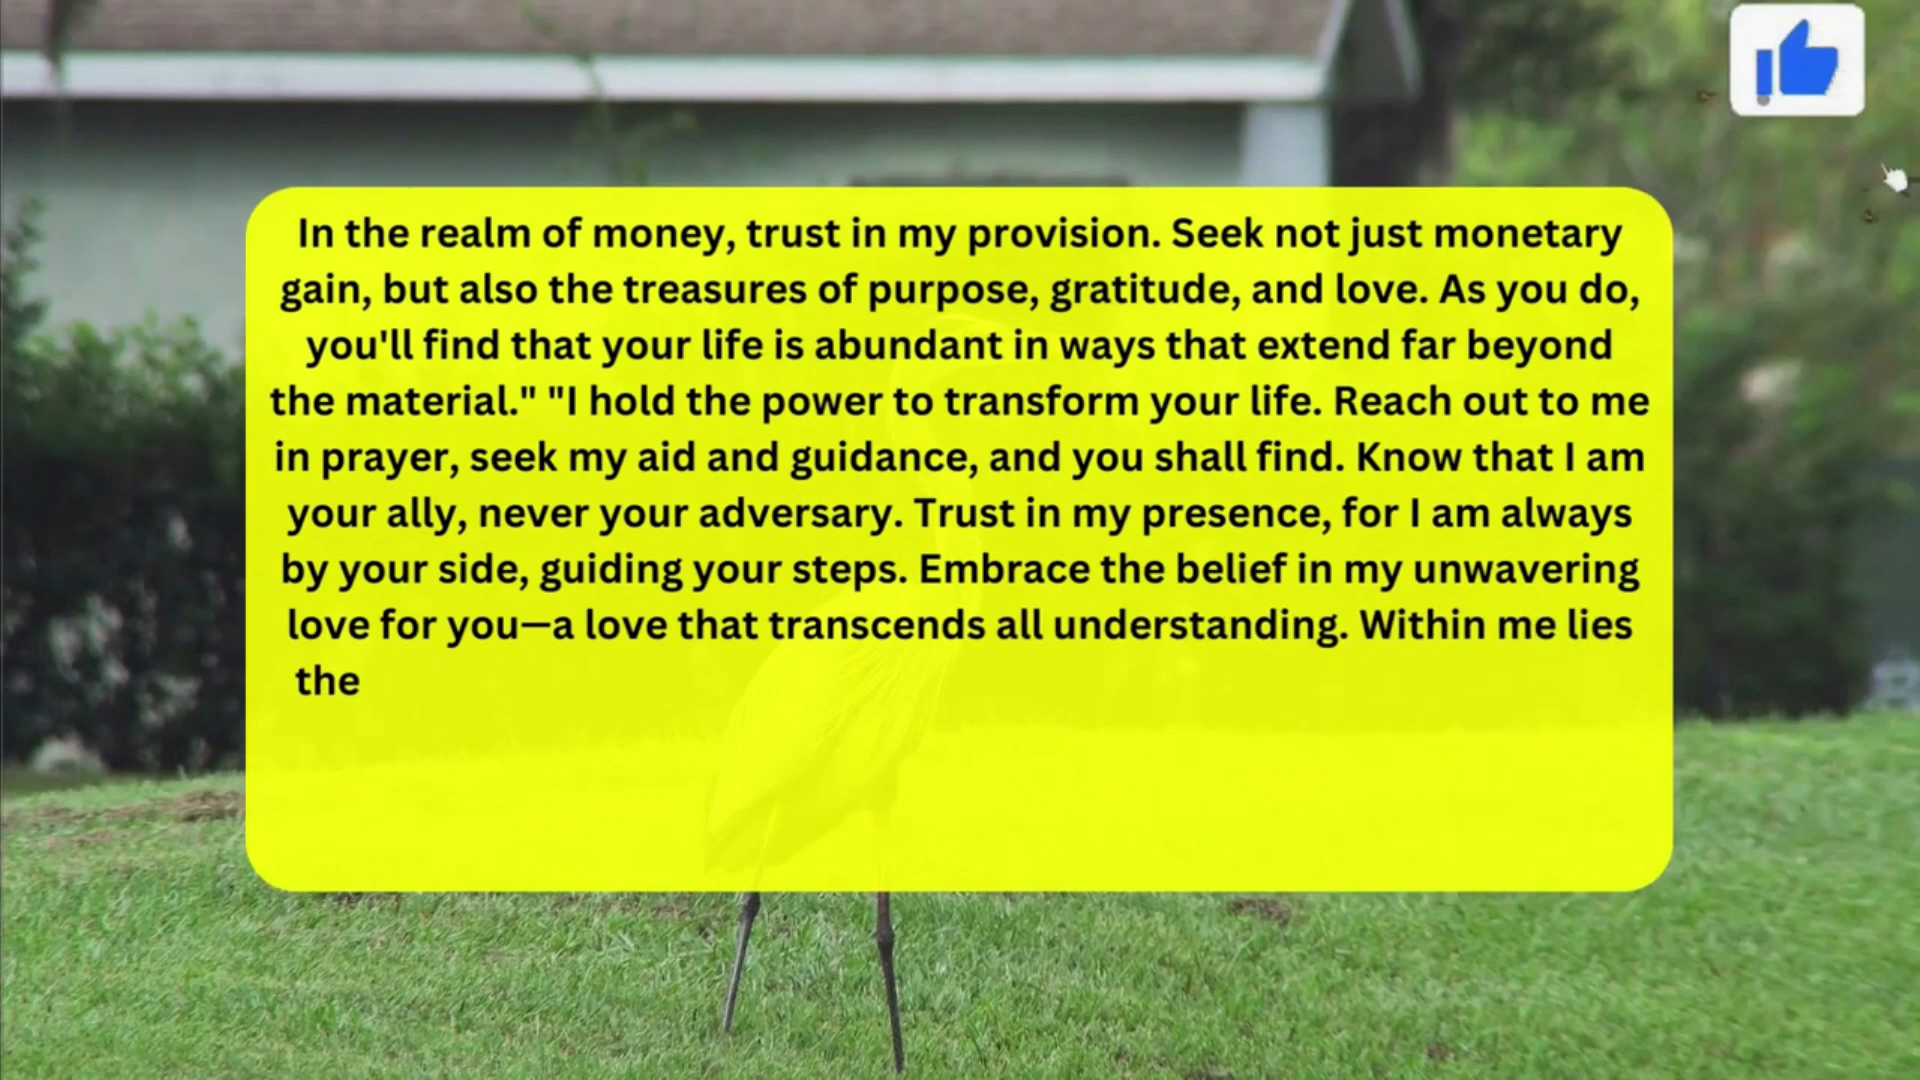 In the realm of money, trust in my provision. Seek not just monetary
gain, but also the treasures of purpose, gratitude, and love. As you do,
you'll find that your life is abundant in ways that extend far beyond
the material." "I hold the power to transform your life. Reach out to me
in prayer, seek my aid and guidance, and you shall find. Know that I am
your ally, never your adversary. Trust in my presence, for I am always
by your side, guiding your steps. Embrace the belief in my unwavering
love for you—a love that transcends all understanding. Within me lies
the